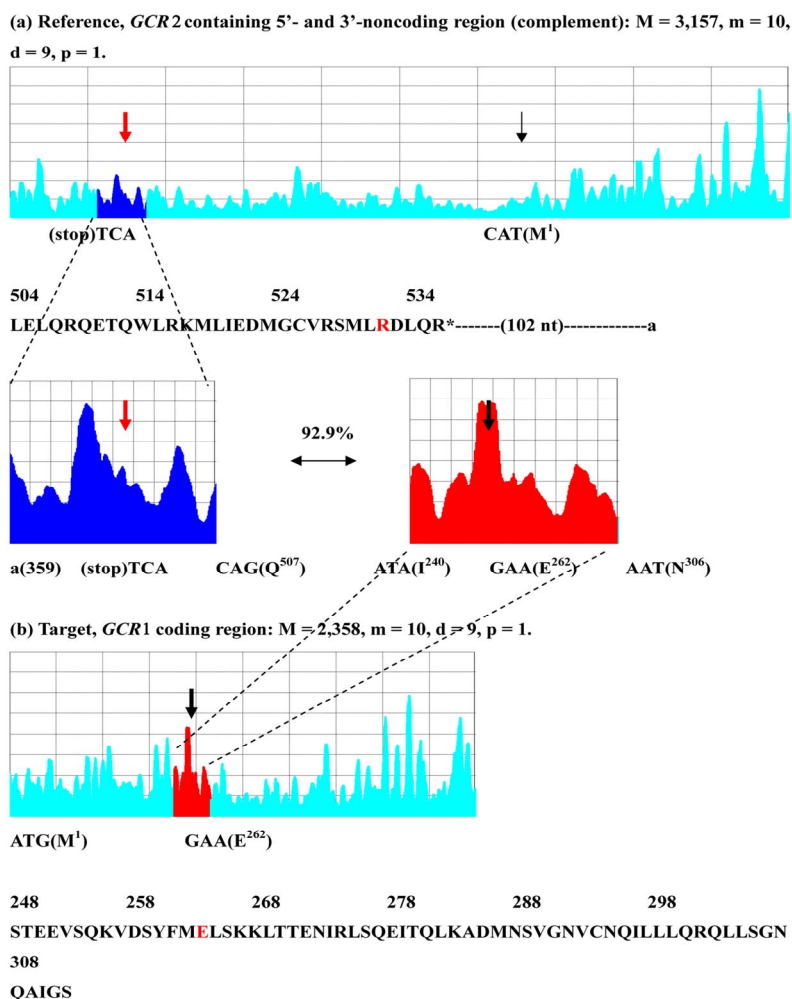 (a) Reference, GCR2 containing 5’- and 3’-noncoding region (complement): M = 3,157, m = 10,
d = 9, p = 1.
(stop)TCA CAT(M¹)
504 514 524 534
LELQRQETQWLRKMLIEDMGCVRSMLRDLQR*-------(102 nt)-------------a
92.9%
a(359) (stop)TCA CAG(Q⁵⁰⁷) ATA(I²⁴⁰) GAA(E²⁶²) AAT(N³⁰⁶)
(b) Target, GCR1 coding region: M = 2,358, m = 10, d = 9, p = 1.
ATG(M¹) GAA(E²⁶²)
248 258 268 278 288 298
STEEVSQKVDSYFMELSKKLTTENIRLSQEITQLKADMNSVGNVCNQILLLQRQLLSGN
308
QAIGS